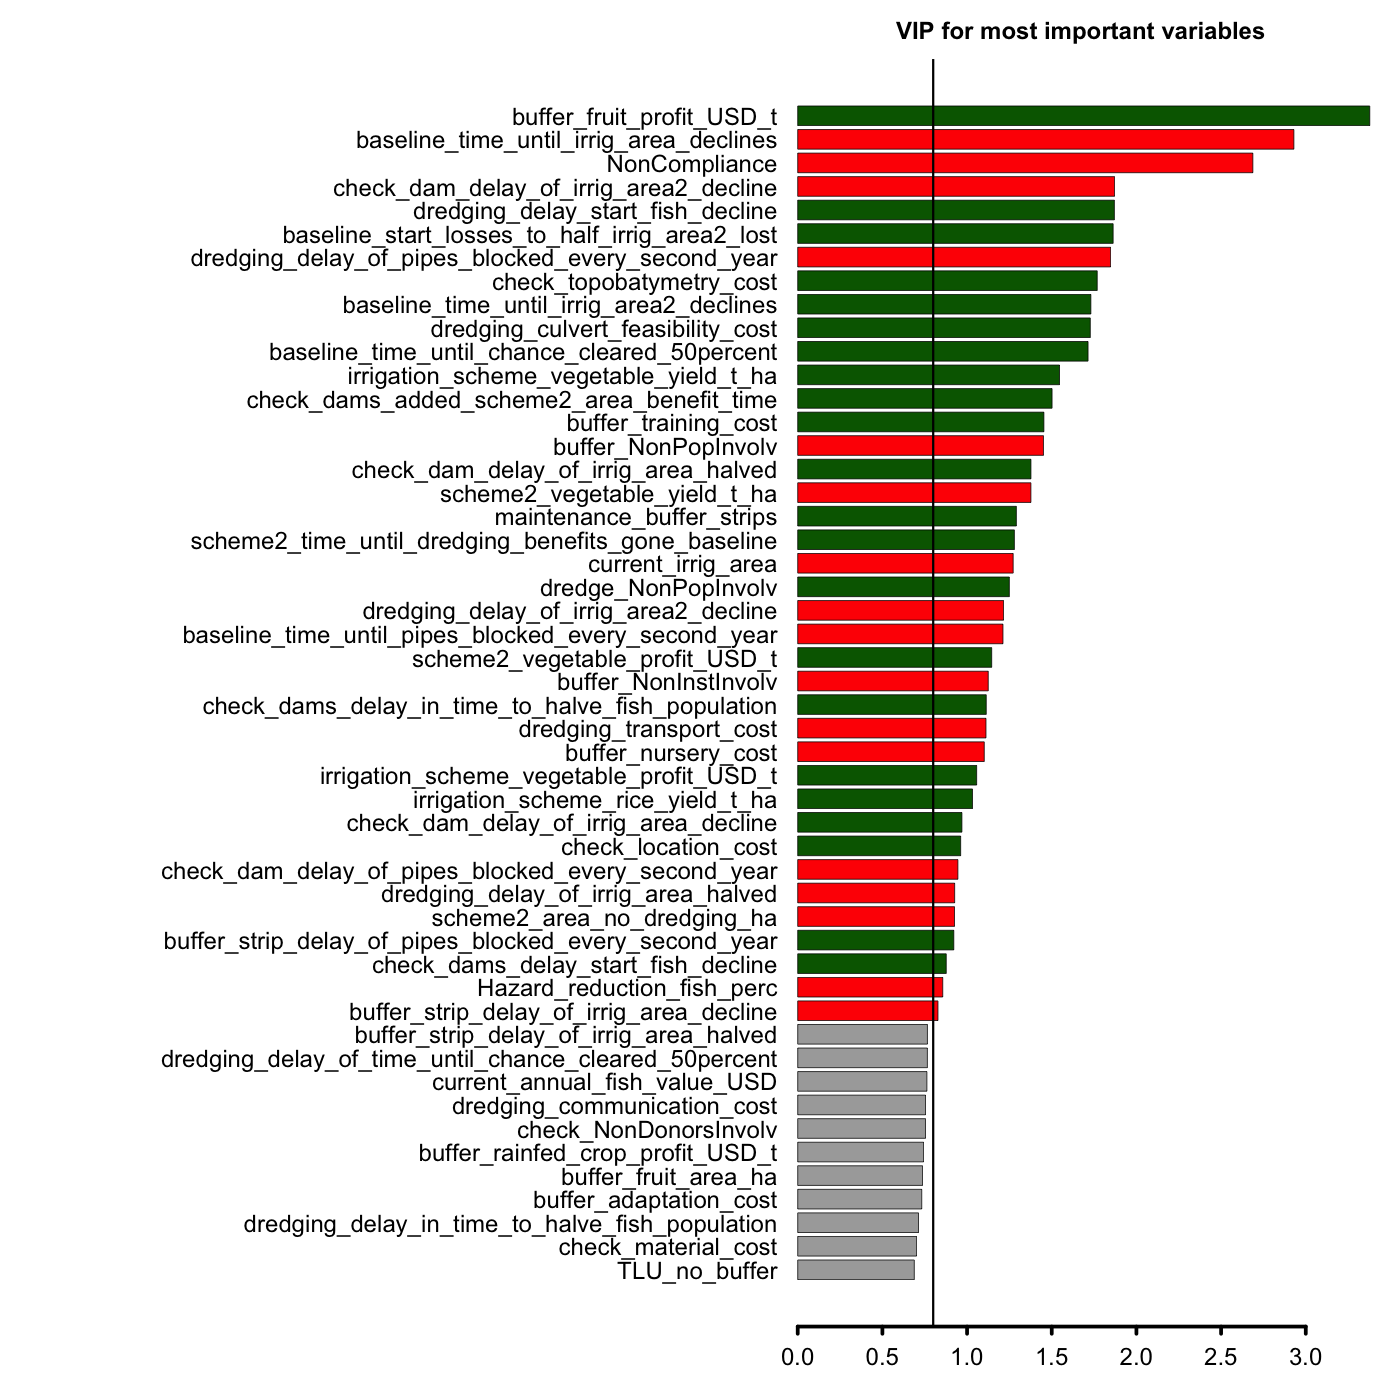 VIP for most important variables
buffer_fruit_profit_USD_t
baseline_time_until_irrig_area_declines
NonCompliance
check_dam_delay_of_irrig_area2_decline
dredging_delay_start_fish_decline
baseline_start_losses_to_half_irrig_area2_lost
dredging_delay_of_pipes_blocked_every_second_year
check_topobatymetry_cost
baseline_time_until_irrig_area2_declines
dredging_culvert_feasibility_cost
baseline_time_until_chance_cleared_50percent
irrigation_scheme_vegetable_yield_t_ha
check_dams_added_scheme2_area_benefit_time
buffer_training_cost
buffer_NonPopInvolv
check_dam_delay_of_irrig_area_halved
scheme2_vegetable_yield_t_ha
maintenance_buffer_strips
scheme2_time_until_dredging_benefits_gone_baseline
current_irrig_area
dredge_NonPopInvolv
dredging_delay_of_irrig_area2_decline
baseline_time_until_pipes_blocked_every_second_year
scheme2_vegetable_profit_USD_t
buffer_NonInstInvolv
check_dams_delay_in_time_to_halve_fish_population
dredging_transport_cost
buffer_nursery_cost
irrigation_scheme_vegetable_profit_USD_t
irrigation_scheme_rice_yield_t_ha
check_dam_delay_of_irrig_area_decline
check_location_cost
check_dam_delay_of_pipes_blocked_every_second_year
dredging_delay_of_irrig_area_halved
scheme2_area_no_dredging_ha
buffer_strip_delay_of_pipes_blocked_every_second_year
check_dams_delay_start_fish_decline
Hazard_reduction_fish_perc
buffer_strip_delay_of_irrig_area_decline
buffer_strip_delay_of_irrig_area_halved
dredging_delay_of_time_until_chance_cleared_50percent
current_annual_fish_value_USD
dredging_communication_cost
check_NonDonorsInvolv
buffer_rainfed_crop_profit_USD_t
buffer_fruit_area_ha
buffer_adaptation_cost
dredging_delay_in_time_to_halve_fish_population
check_material_cost
TLU_no_buffer
0.0 0.5 1.0 1.5 2.0 2.5 3.0